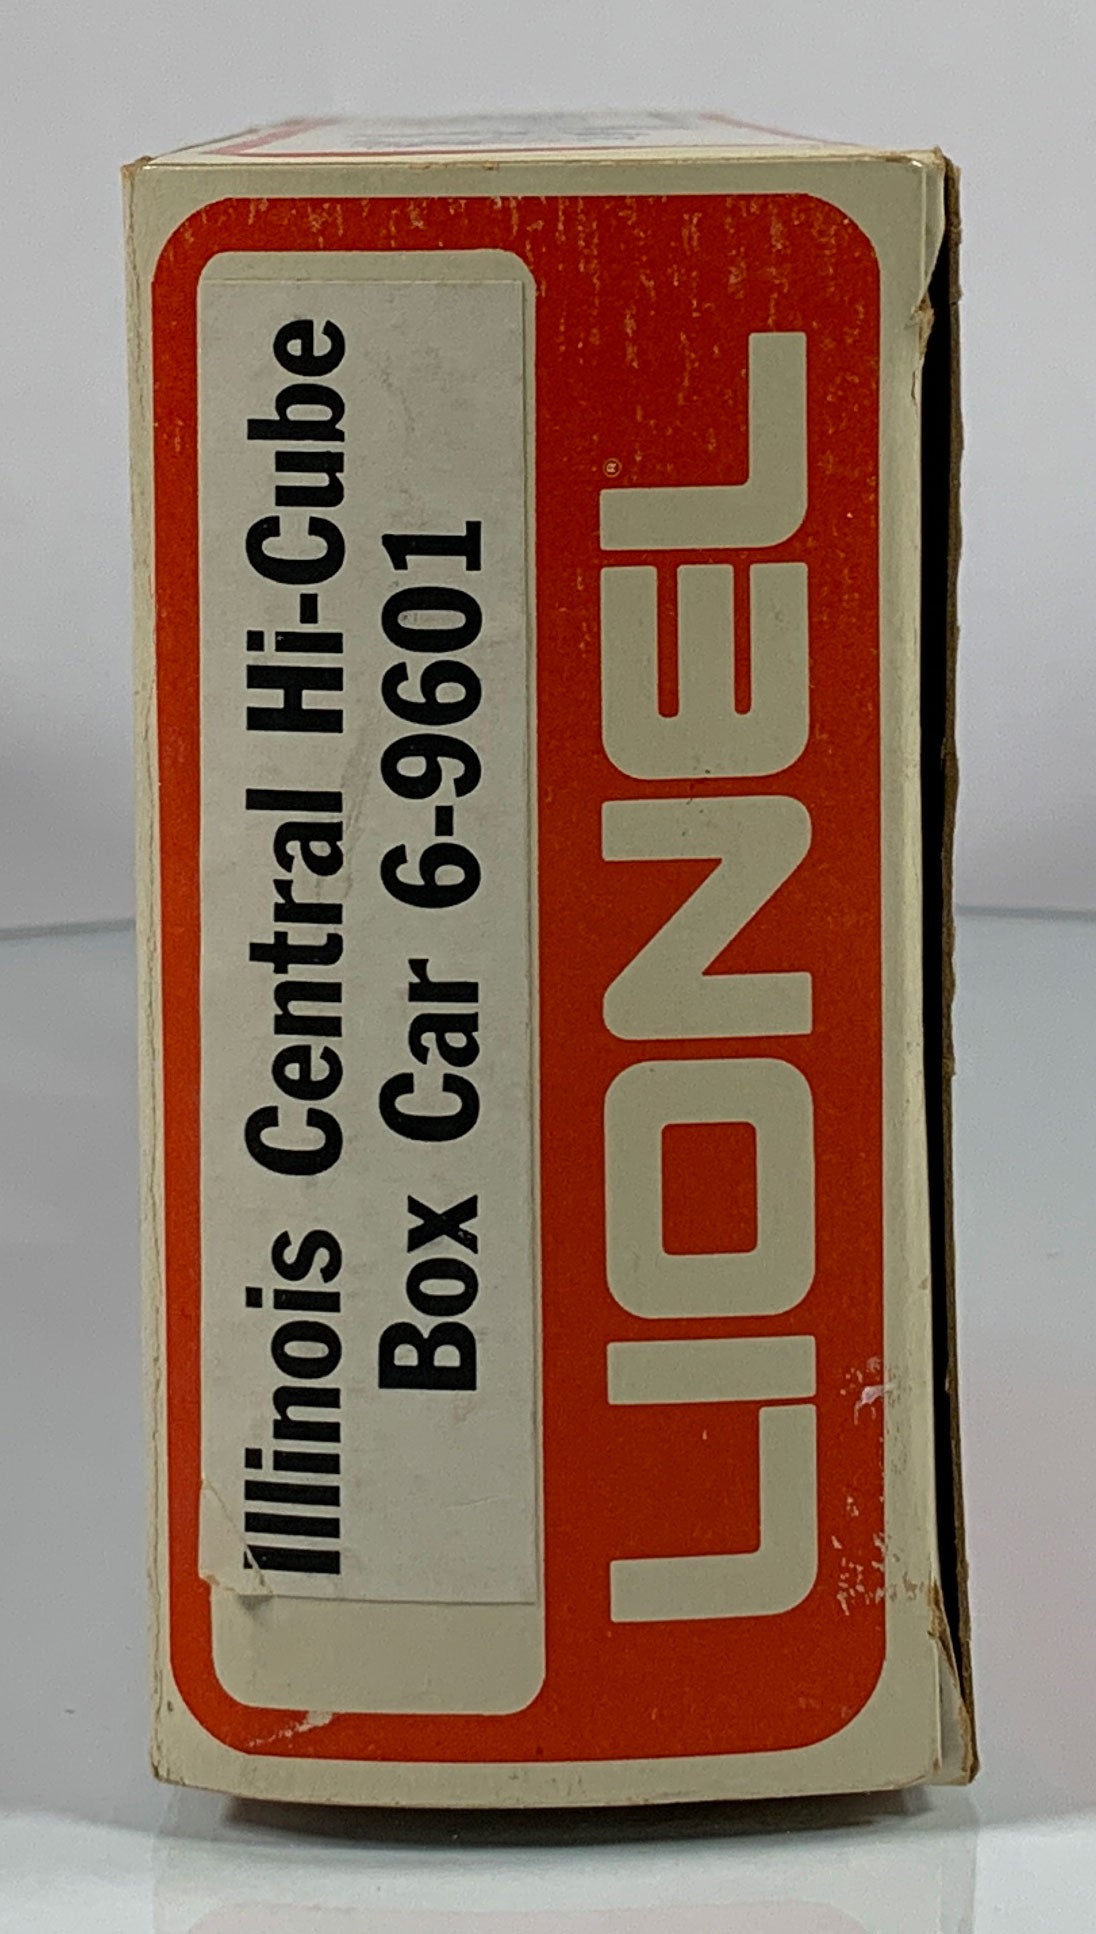 Illinois Central Hi-Cube
Box Car 6-9601
LIONEL®